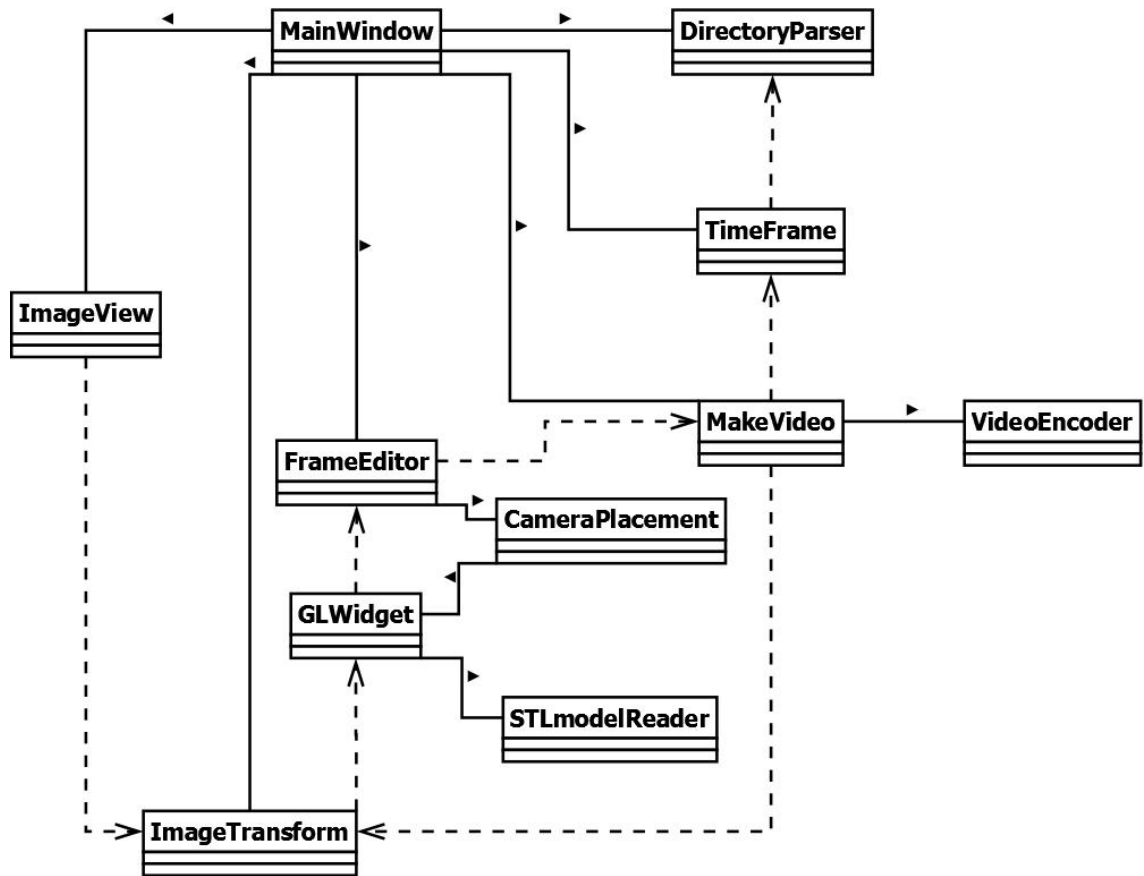 MainWindow
DirectoryParser
TimeFrame
ImageView
MakeVideo
VideoEncoder
FrameEditor
CameraPlacement
GLWidget
STLmodelReader
ImageTransform